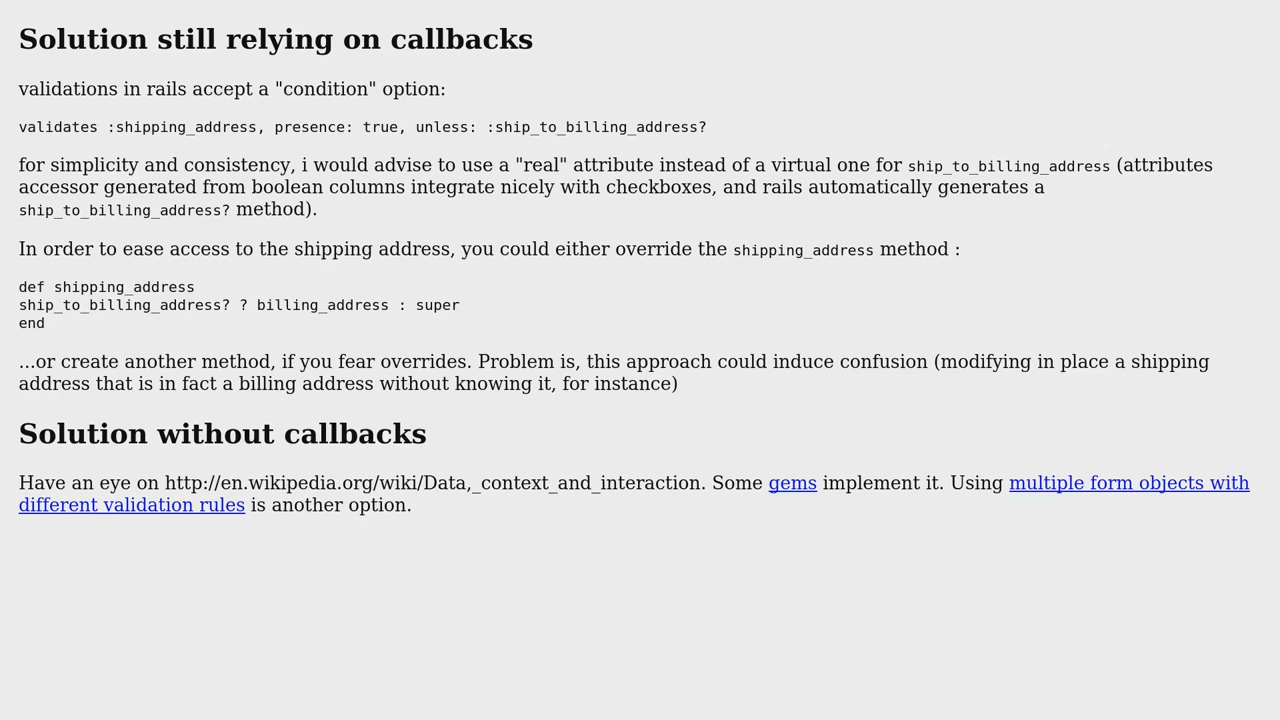 Solution still relying on callbacks
validations in rails accept a "condition" option:
validates :shipping_address, presence: true, unless: :ship_to_billing_address?
for simplicity and consistency, i would advise to use a "real" attribute instead of a virtual one for ship_to_billing_address (attributes
accessor generated from boolean columns integrate nicely with checkboxes, and rails automatically generates a
ship_to_billing_address? method).
In order to ease access to the shipping address, you could either override the shipping_address method :
def shipping_address
ship_to_billing_address? ? billing_address : super
end
...or create another method, if you fear overrides. Problem is, this approach could induce confusion (modifying in place a shipping
address that is in fact a billing address without knowing it, for instance)
Solution without callbacks
Have an eye on http://en.wikipedia.org/wiki/Data,_context_and_interaction. Some gems implement it. Using multiple form objects with
different validation rules is another option.